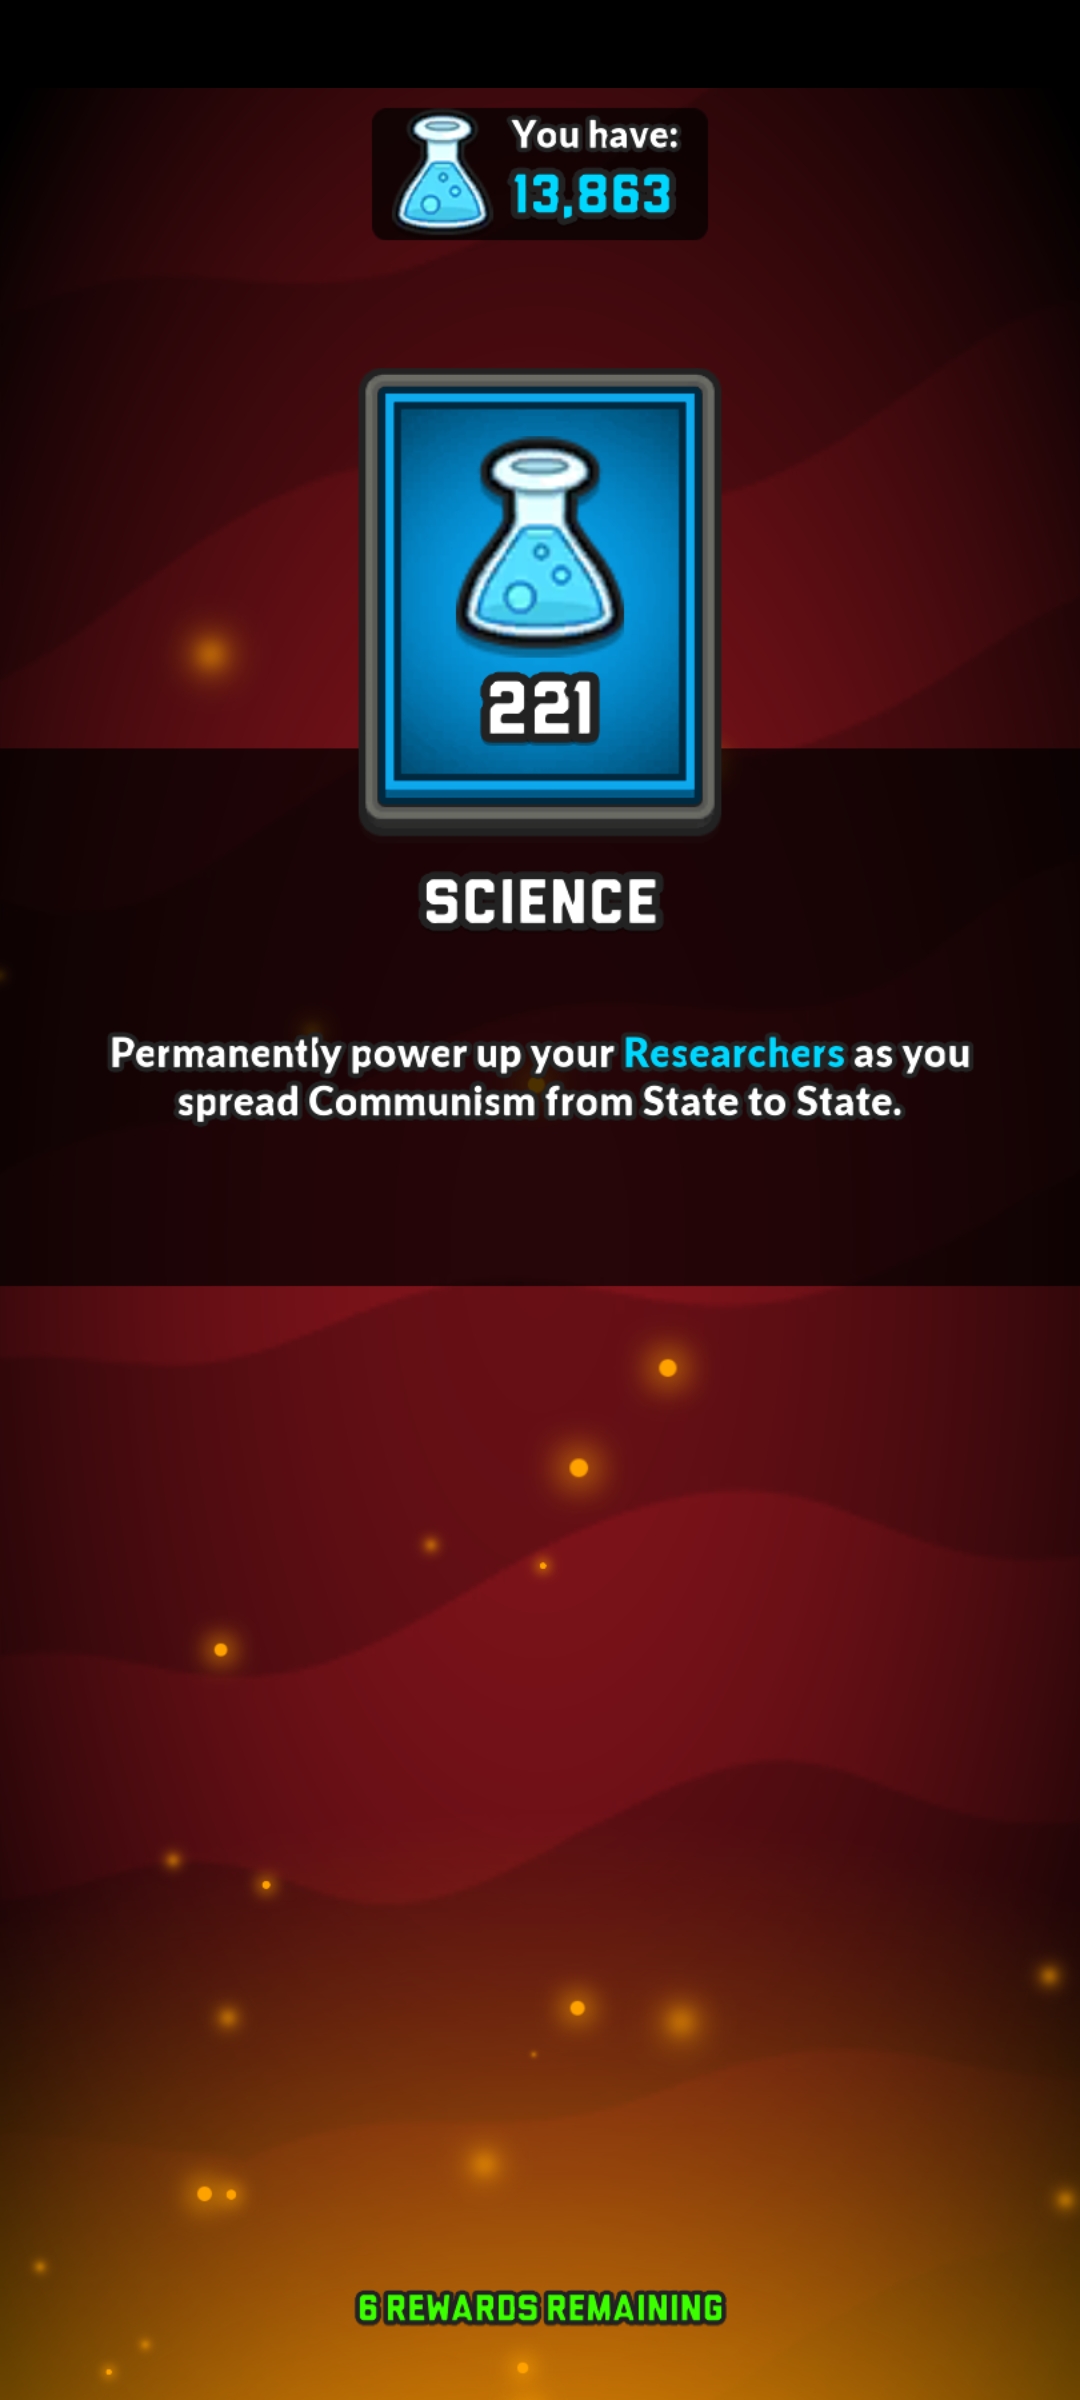 You have:
13,863
221
SCIENCE
Permanently power up your Researchers as you
spread Communism from State to State.
6 REWARDS REMAINING